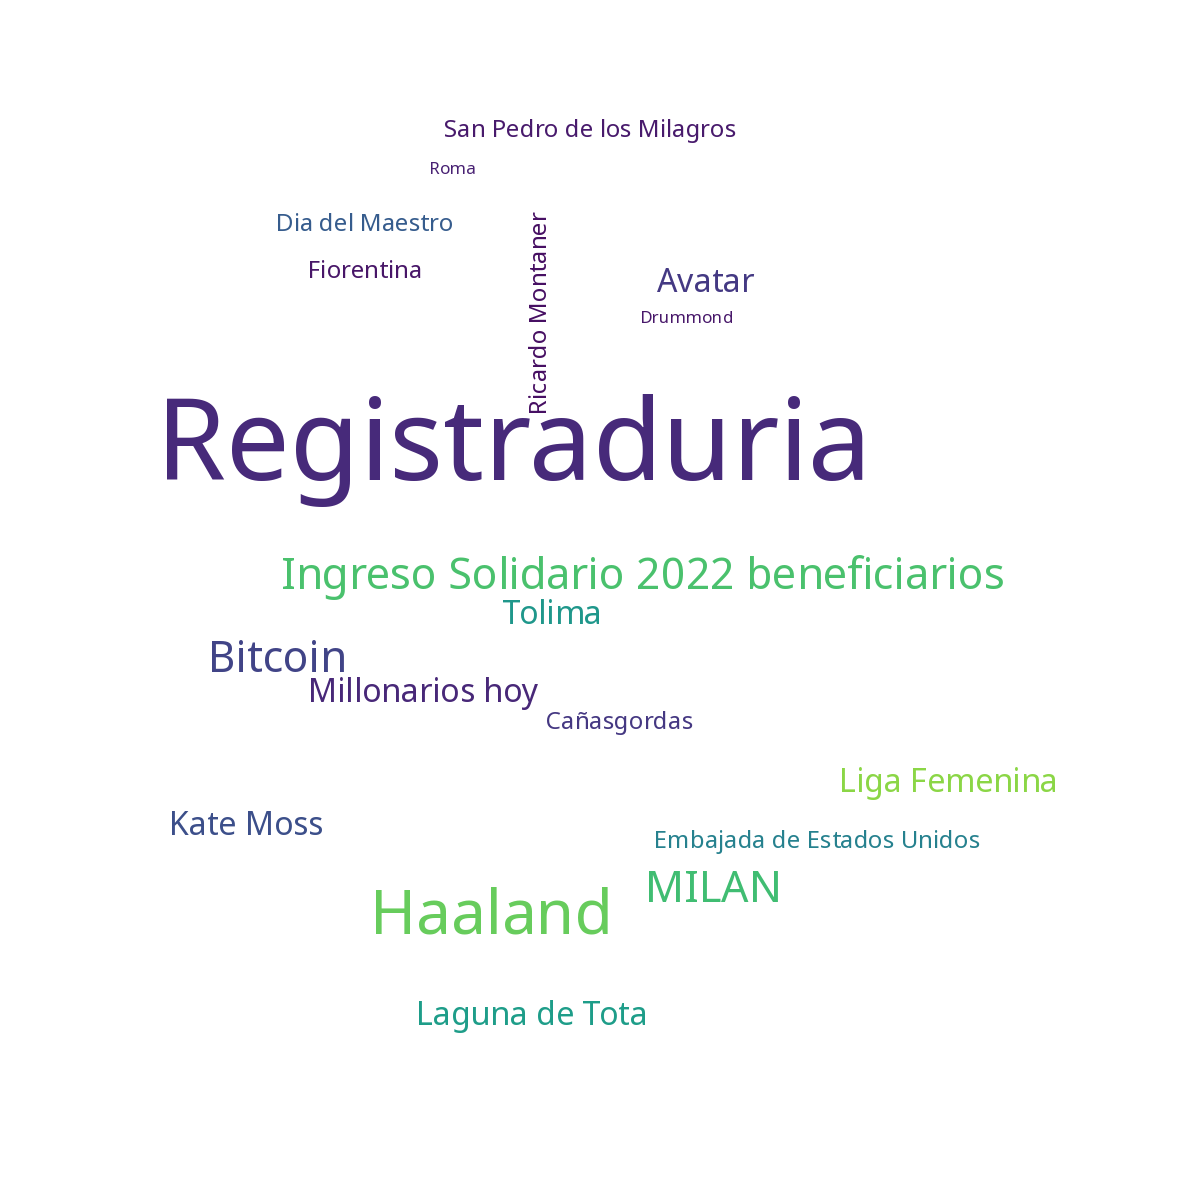 San Pedro de los Milagros
Roma
Dia del Maestro
Fiorentina
Ricardo Montaner
Avatar
Drummond
Registraduria
Ingreso Solidario 2022 beneficiarios
Tolima
Bitcoin
Millonarios hoy
Cañasgordas
Liga Femenina
Kate Moss
Embajada de Estados Unidos
MILAN
Haaland
Laguna de Tota